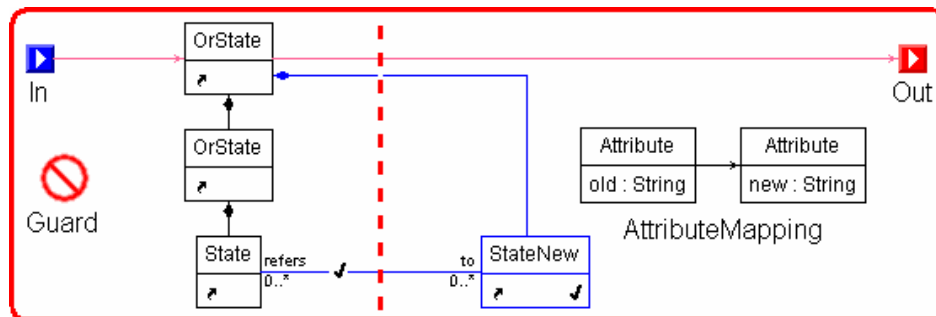 OrState
In
Out
OrState
Attribute
Attribute
old : String
new : String
Guard
AttributeMapping
State
refers
0..*
to
0..*
StateNew